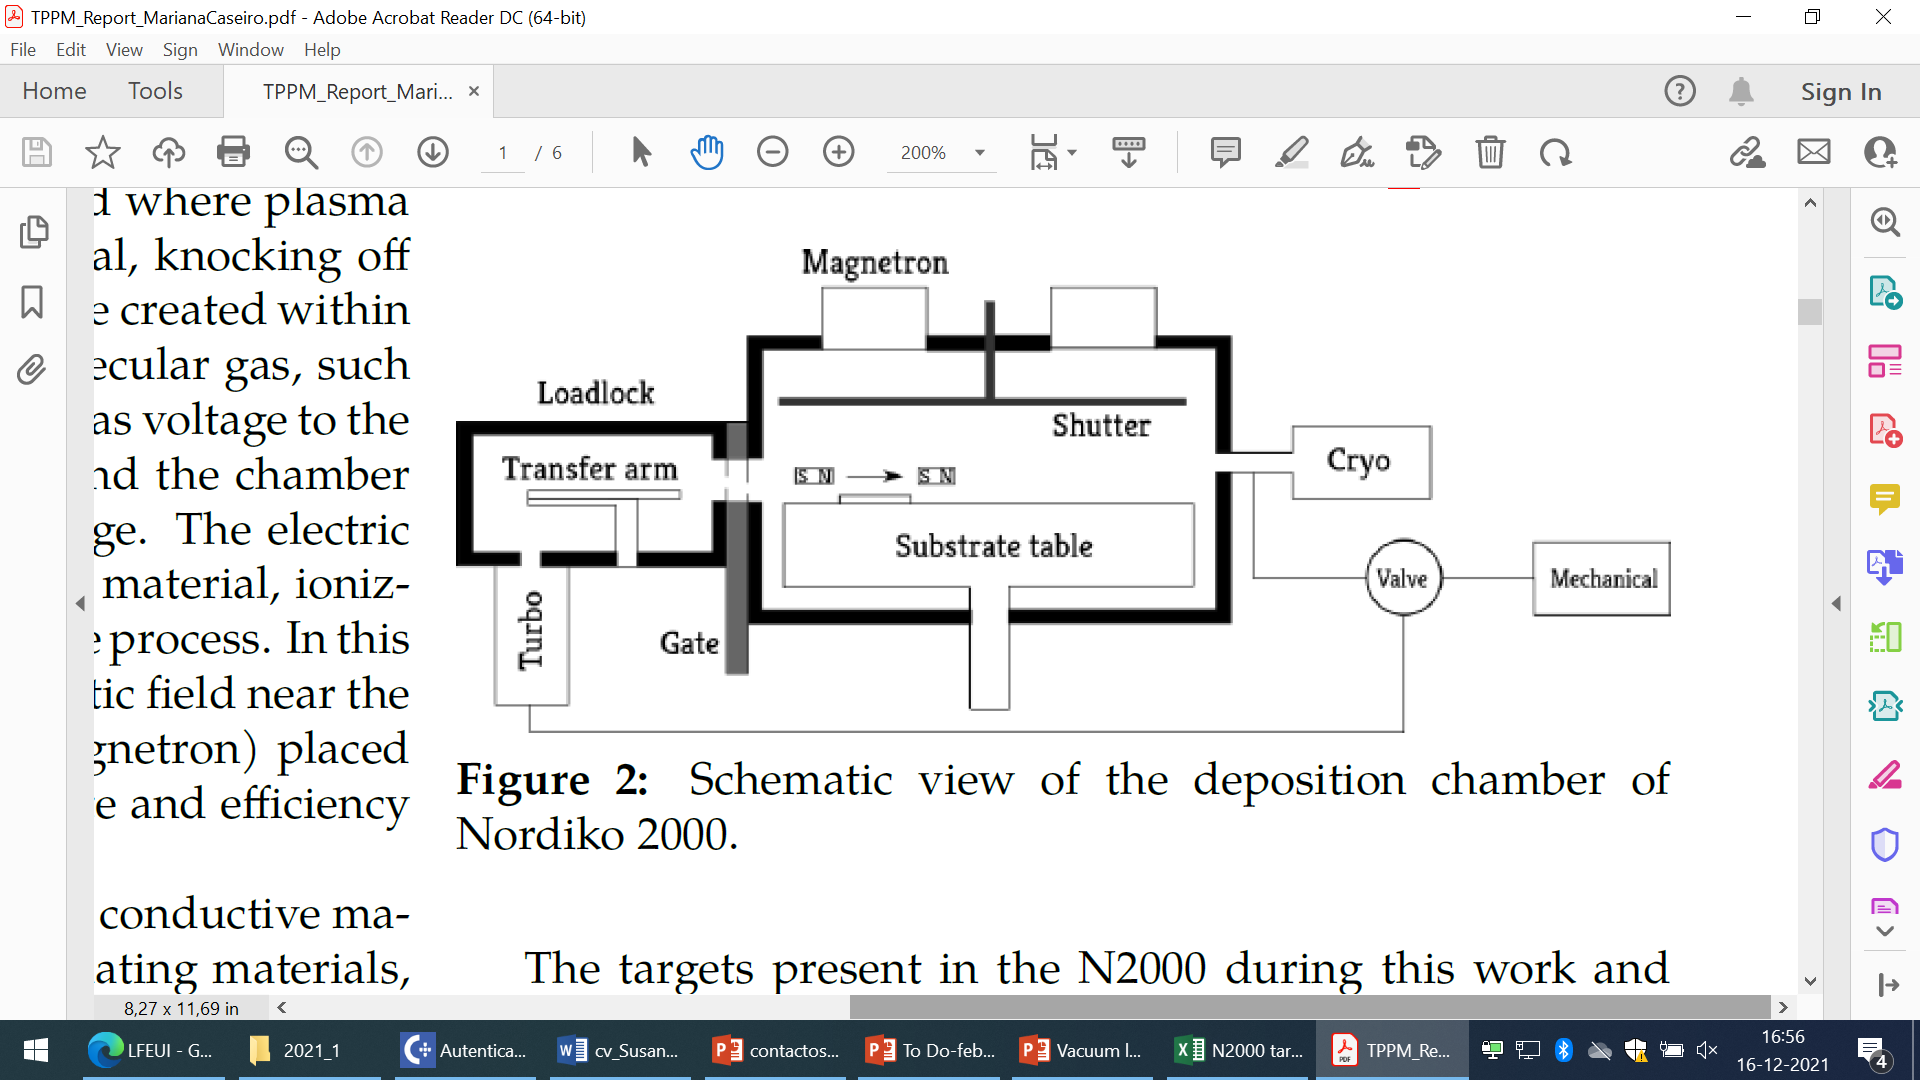 TPPM_Report_MarianaCaseiro.pdf - Adobe Acrobat Reader DC (64-bit)
File Edit View Sign Window Help
Home Tools TPPM_Report_Mari... × Sign In
1 / 6 200%
d where plasma
al, knocking off
e created within
ecular gas, such
as voltage to the
nd the chamber
ge. The electric
material, ioniz-
e process. In this
tic field near the
gnetron) placed
e and efficiency
conductive ma-
ating materials,
Magnetron
Loadlock
Shutter
Transfer arm
S N S N
Cryo
Substrate table
Valve
Mechanical
Turbo
Gate
Figure 2: Schematic view of the deposition chamber of
Nordiko 2000.
The targets present in the N2000 during this work and
8,27 x 11,69 in
LFEUI - G... 2021_1 Autentica... cv_Susan... contactos... To Do-feb... Vacuum l... N2000 tar... TPPM_Re...
16:56
16-12-2021
4